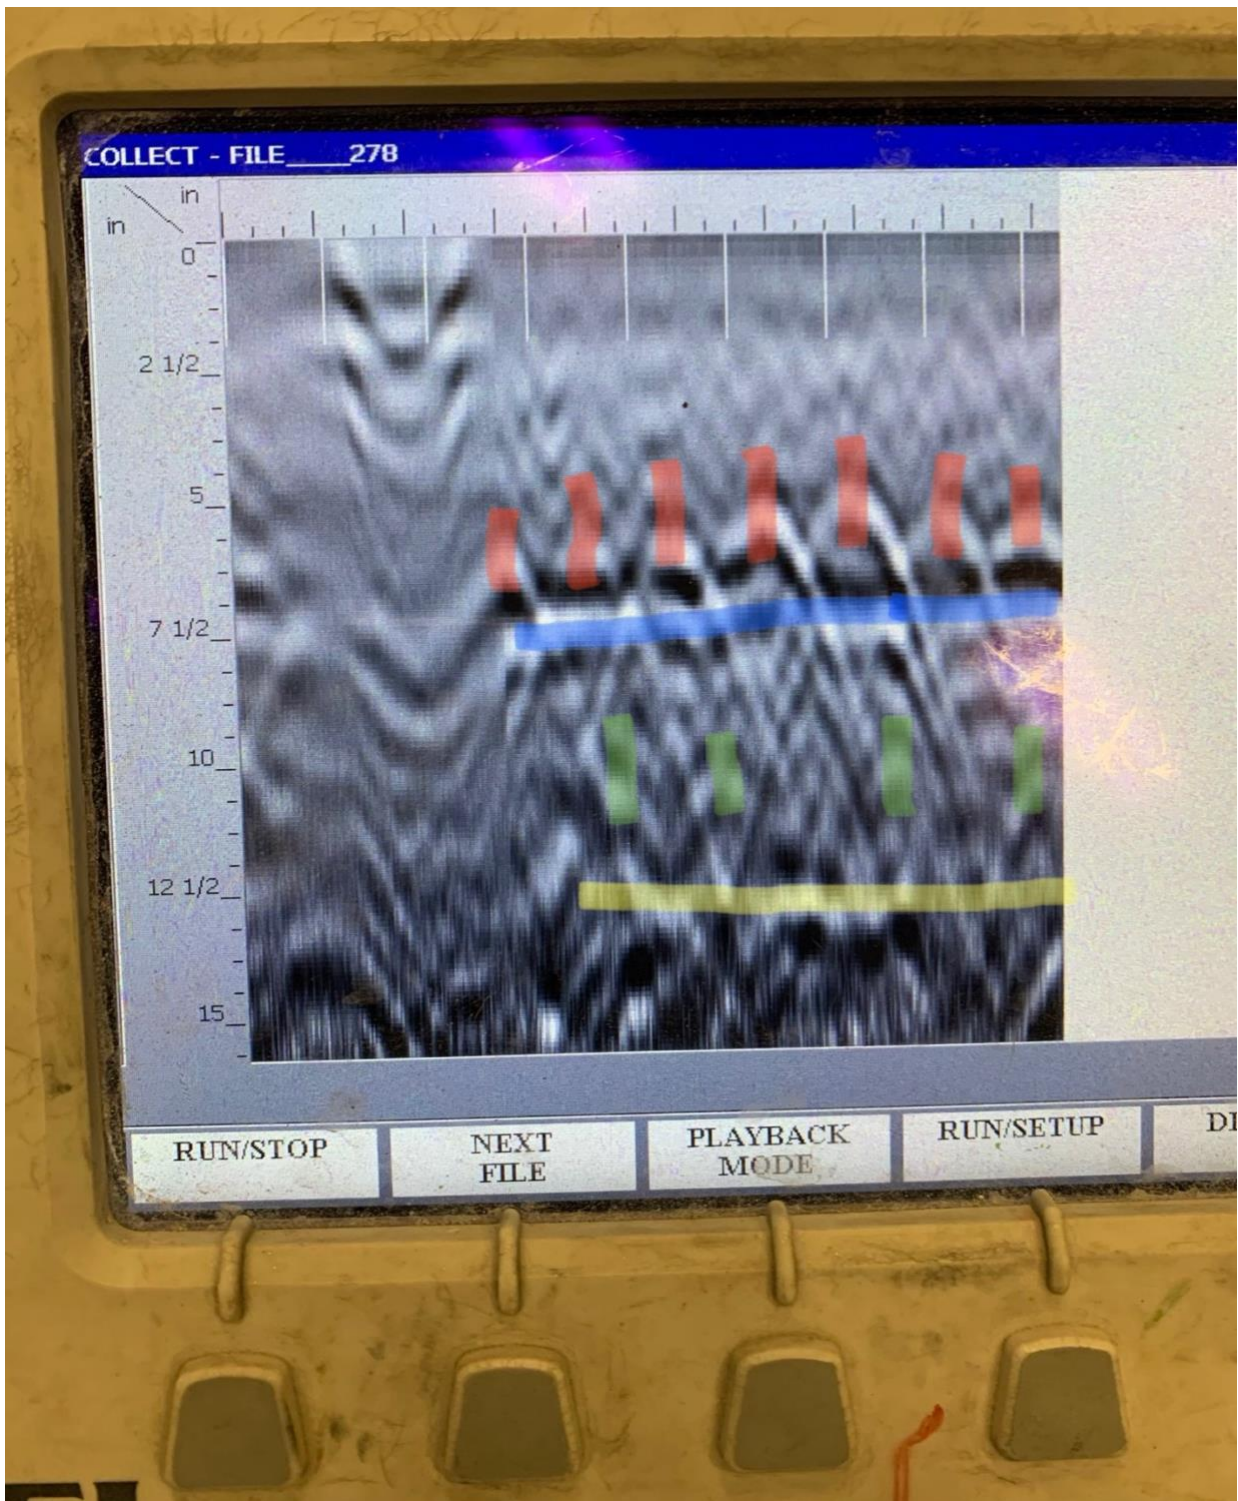 COLLECT - FILE____278
in
in
0
2 1/2
5
7 1/2
10
12 1/2
15
RUN/STOP
NEXT
FILE
PLAYBACK
MODE
RUN/SETUP